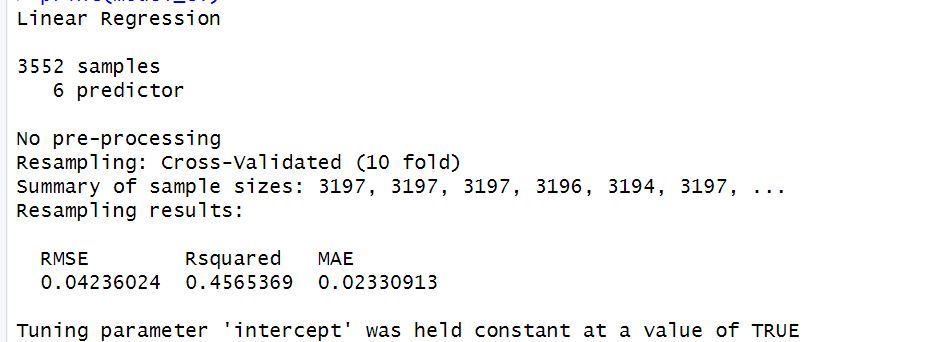 Linear Regression
3552 samples
6 predictor
No pre-processing
Resampling: Cross-Validated (10 fold)
Summary of sample sizes: 3197, 3197, 3197, 3196, 3194, 3197, ...
Resampling results:
RMSE Rsquared MAE
0.04236024 0.4565369 0.02330913
Tuning parameter 'intercept' was held constant at a value of TRUE